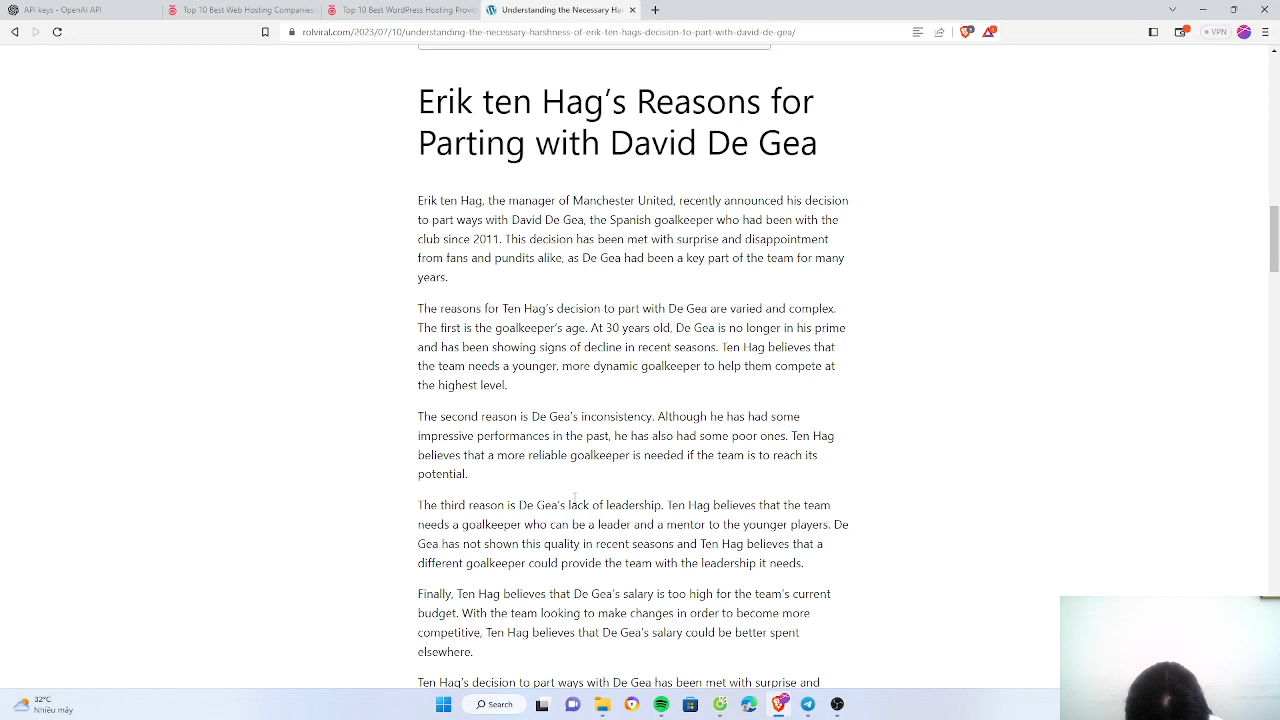 API keys - OpenAI API
Top 10 Best Web Hosting Companies
Top 10 Best WordPress Hosting Provi
Understanding the Necessary Ha
rolviral.com/2023/07/10/understanding-the-necessary-harshness-of-erik-ten-hags-decision-to-part-with-david-de-gea/
VPN
Erik ten Hag’s Reasons for
Parting with David De Gea
Erik ten Hag, the manager of Manchester United, recently announced his decision
to part ways with David De Gea, the Spanish goalkeeper who had been with the
club since 2011. This decision has been met with surprise and disappointment
from fans and pundits alike, as De Gea had been a key part of the team for many
years.
The reasons for Ten Hag’s decision to part with De Gea are varied and complex.
The first is the goalkeeper’s age. At 30 years old, De Gea is no longer in his prime
and has been showing signs of decline in recent seasons. Ten Hag believes that
the team needs a younger, more dynamic goalkeeper to help them compete at
the highest level.
The second reason is De Gea’s inconsistency. Although he has had some
impressive performances in the past, he has also had some poor ones. Ten Hag
believes that a more reliable goalkeeper is needed if the team is to reach its
potential.
The third reason is De Gea’s lack of leadership. Ten Hag believes that the team
needs a goalkeeper who can be a leader and a mentor to the younger players. De
Gea has not shown this quality in recent seasons and Ten Hag believes that a
different goalkeeper could provide the team with the leadership it needs.
Finally, Ten Hag believes that De Gea’s salary is too high for the team’s current
budget. With the team looking to make changes in order to become more
competitive, Ten Hag believes that De Gea’s salary could be better spent
elsewhere.
Ten Hag’s decision to part ways with De Gea has been met with surprise and
32°C
Nhiều mây
Search